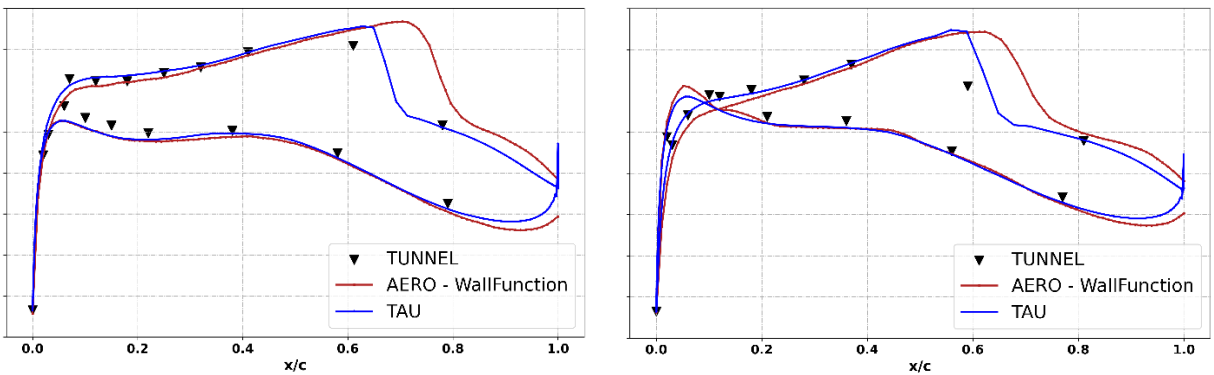 TUNNEL
AERO - WallFunction
TAU
0.0 0.2 0.4 0.6 0.8 1.0
x/c
TUNNEL
AERO - WallFunction
TAU
0.0 0.2 0.4 0.6 0.8 1.0
x/c